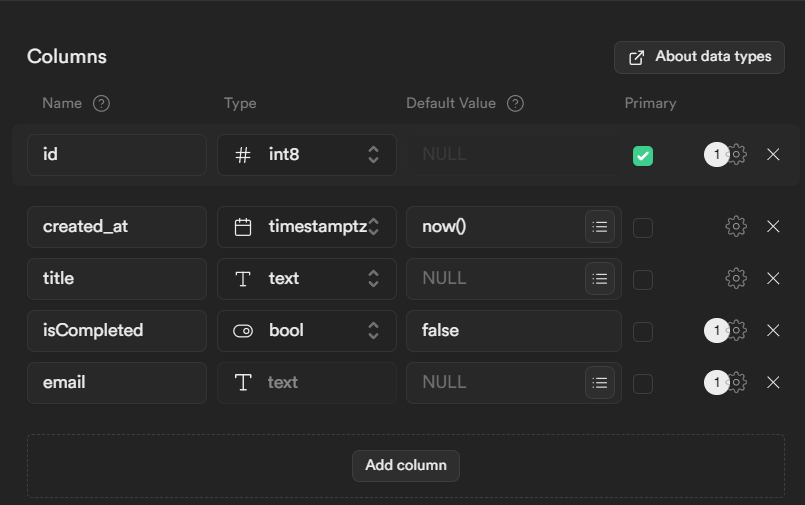 Columns
About data types
Name ? Type Default Value ? Primary
id # int8 NULL 1
created_at timestamptz now()
title T text NULL
isCompleted bool false 1
email T text NULL 1
Add column